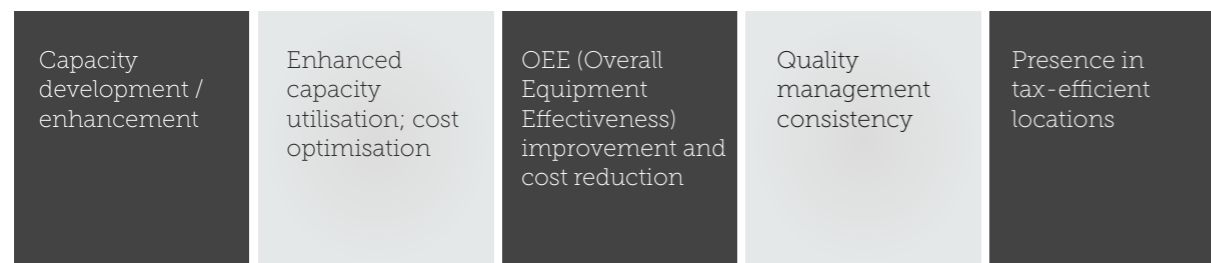 Capacity
development /
enhancement
Enhanced
capacity
utilisation; cost
optimisation
OEE (Overall
Equipment
Effectiveness)
improvement and
cost reduction
Quality
management
consistency
Presence in
tax-efficient
locations